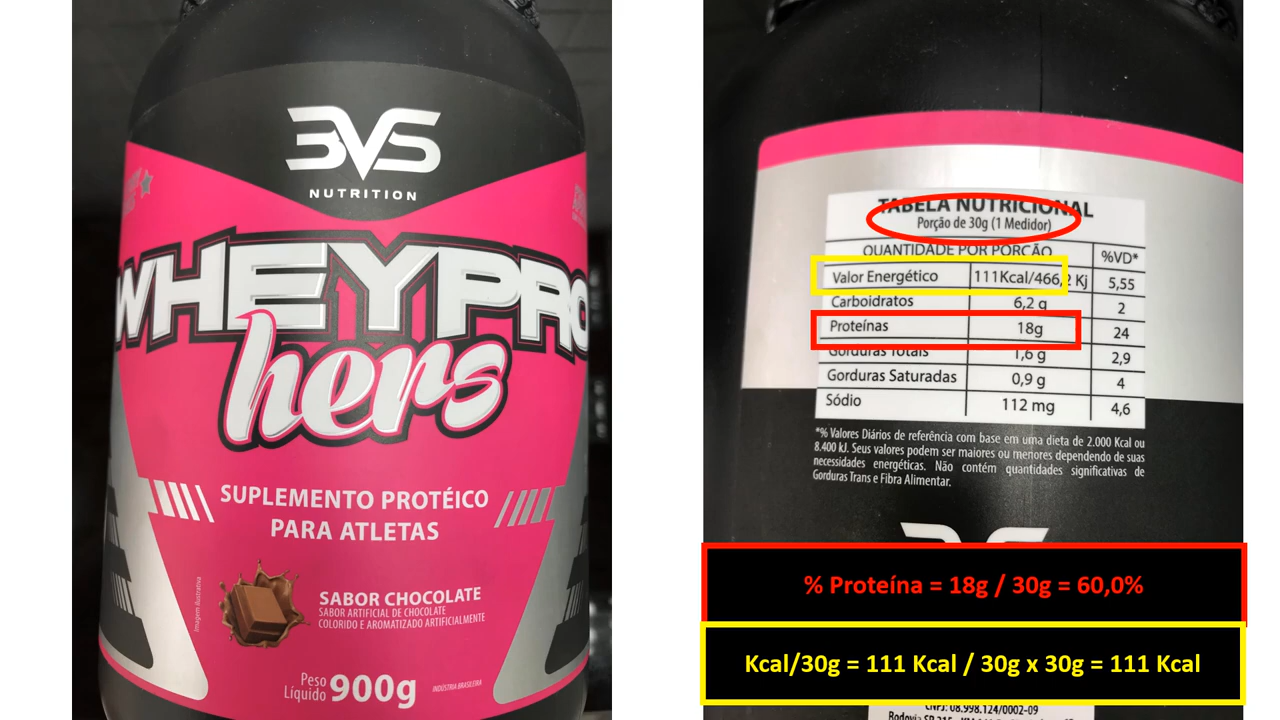 3VS
NUTRITION
WHEYPRO
hers
SUPLEMENTO PROTÉICO
PARA ATLETAS
Imagem ilustrativa
SABOR CHOCOLATE
SABOR ARTIFICIAL DE CHOCOLATE
COLORIDO E AROMATIZADO ARTIFICIALMENTE
Peso
Líquido 900g
INDÚSTRIA BRASILEIRA
TABELA NUTRICIONAL
Porção de 30g (1 Medidor)
QUANTIDADE POR PORÇÃO %VD*
Valor Energético 111Kcal/466,2 Kj 5,55
Carboidratos 6,2 g 2
Proteínas 18g 24
Gorduras Totais 1,6 g 2,9
Gorduras Saturadas 0,9 g 4
Sódio 112 mg 4,6
*% Valores Diários de referência com base em uma dieta de 2.000 Kcal ou
8.400 kJ. Seus valores podem ser maiores ou menores dependendo de suas
necessidades energéticas. Não contém quantidades significativas de
Gorduras Trans e Fibra Alimentar.
3VS
% Proteína = 18g / 30g = 60,0%
Kcal/30g = 111 Kcal / 30g x 30g = 111 Kcal
CNPJ: 08.998.124/0002-09
Rodovia SP 215